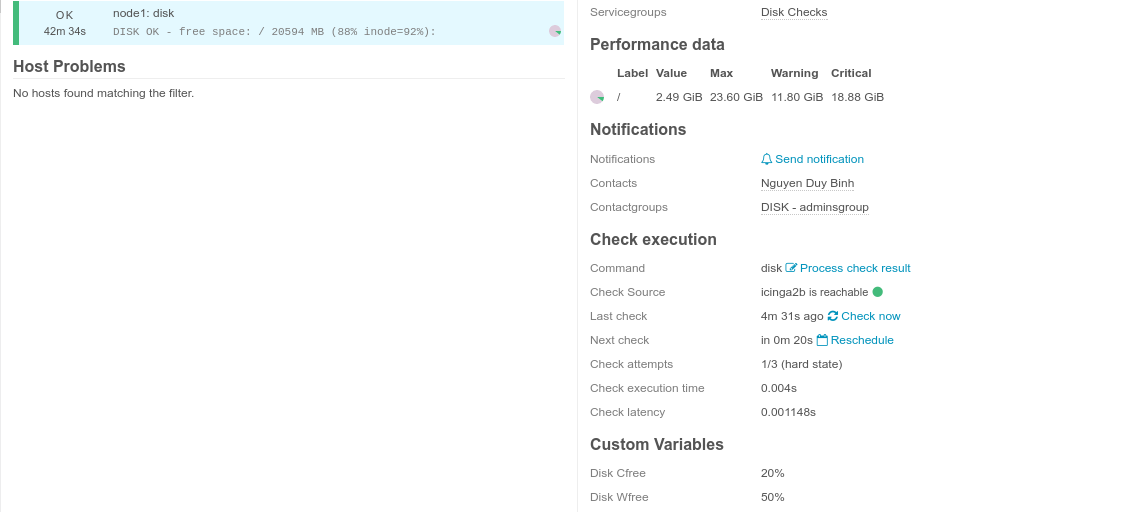 OK
node1: disk
42m 34s
DISK OK - free space: / 20594 MB (88% inode=92%):
Host Problems
No hosts found matching the filter.
Servicegroups Disk Checks
Performance data
Label Value Max Warning Critical
/ 2.49 GiB 23.60 GiB 11.80 GiB 18.88 GiB
Notifications
Notifications Send notification
Contacts Nguyen Duy Binh
Contactgroups DISK - adminsgroup
Check execution
Command disk Process check result
Check Source icinga2b is reachable
Last check 4m 31s ago Check now
Next check in 0m 20s Reschedule
Check attempts 1/3 (hard state)
Check execution time 0.004s
Check latency 0.001148s
Custom Variables
Disk Cfree 20%
Disk Wfree 50%